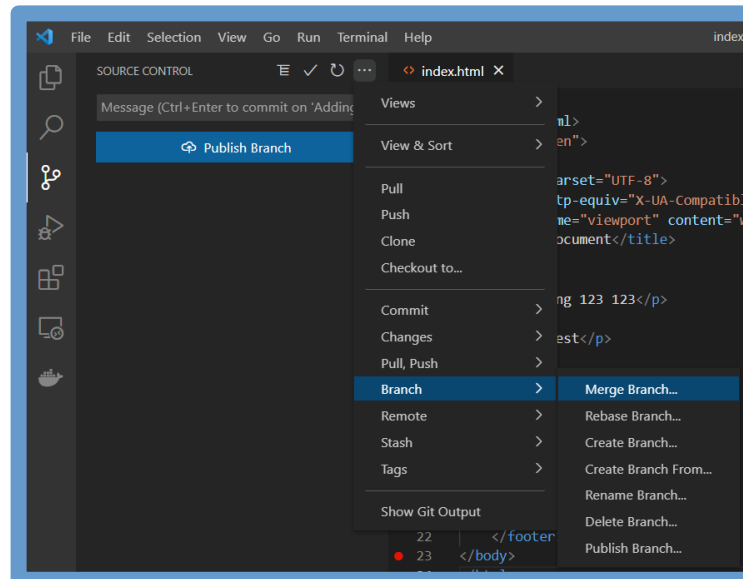 File Edit Selection View Go Run Terminal Help
index
SOURCE CONTROL
index.html
Message (Ctrl+Enter to commit on 'Adding
Publish Branch
Views
View & Sort
Pull
Push
Clone
Checkout to...
Commit
Changes
Pull, Push
Branch
Remote
Stash
Tags
Show Git Output
ml>
en">
arset="UTF-8">
tp-equiv="X-UA-Compatibl
me="viewport" content="w
ocument</title>
ng 123 123</p>
est</p>
Merge Branch...
Rebase Branch...
Create Branch...
Create Branch From...
Rename Branch...
Delete Branch...
Publish Branch...
22 </footer
23 </body>